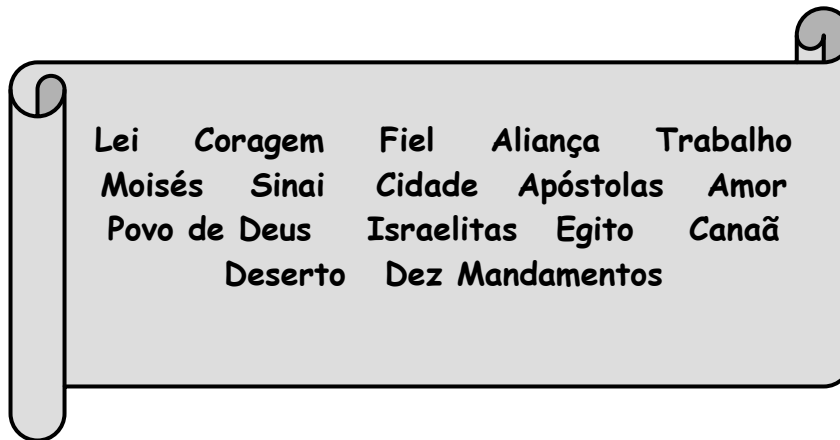 Lei Coragem Fiel Aliança Trabalho
Moisés Sinai Cidade Apóstolas Amor
Povo de Deus Israelitas Egito Canaã
Deserto Dez Mandamentos